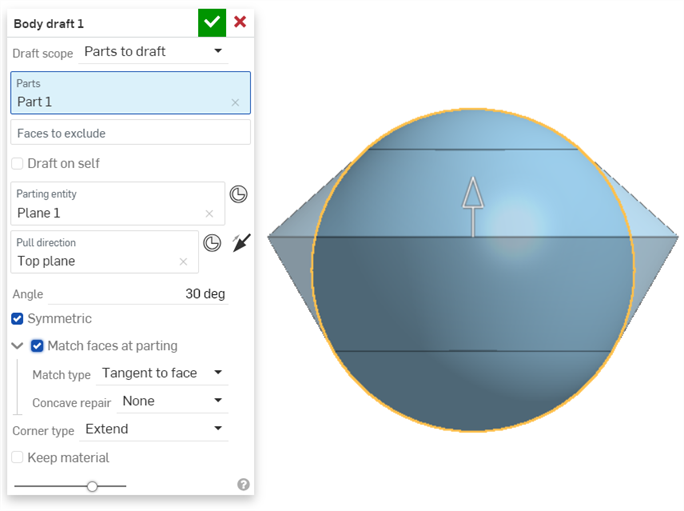 Body draft 1
Draft scope Parts to draft
Parts
Part 1
Faces to exclude
Draft on self
Parting entity
Plane 1
Pull direction
Top plane
Angle 30 deg
Symmetric
Match faces at parting
Match type Tangent to face
Concave repair None
Corner type Extend
Keep material